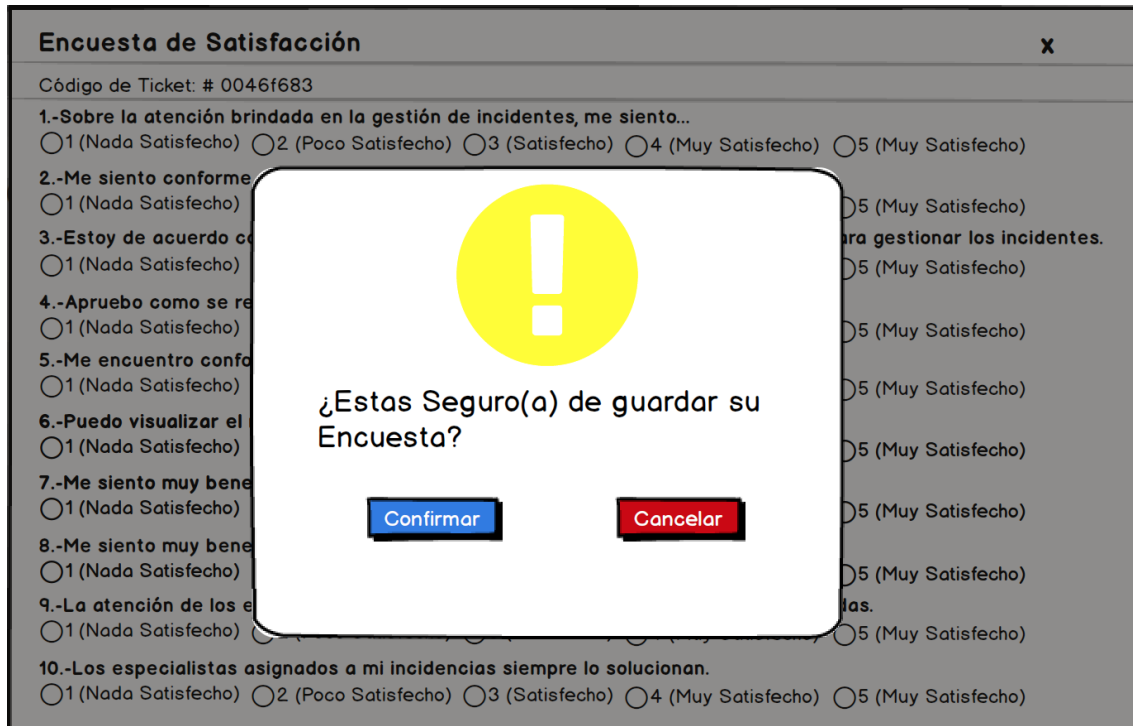 Encuesta de Satisfacción x
Código de Ticket: # 0046f683
1.-Sobre la atención brindada en la gestión de incidentes, me siento...
1 (Nada Satisfecho) 2 (Poco Satisfecho) 3 (Satisfecho) 4 (Muy Satisfecho) 5 (Muy Satisfecho)
2.-Me siento conforme
1 (Nada Satisfecho) 5 (Muy Satisfecho)
3.-Estoy de acuerdo gestionar los incidentes.
1 (Nada Satisfecho) 5 (Muy Satisfecho)
4.-Apruebo como se
1 (Nada Satisfecho) 5 (Muy Satisfecho)
5.-Me encuentro
1 (Nada Satisfecho) 5 (Muy Satisfecho)
6.-Puedo visualizar el
1 (Nada Satisfecho) 5 (Muy Satisfecho)
7.-Me siento muy
1 (Nada Satisfecho) 5 (Muy Satisfecho)
8.-Me siento muy
1 (Nada Satisfecho) 5 (Muy Satisfecho)
9.-La atención de los
1 (Nada Satisfecho) 5 (Muy Satisfecho)
10.-Los especialistas asignados a mi incidencias siempre lo solucionan.
1 (Nada Satisfecho) 2 (Poco Satisfecho) 3 (Satisfecho) 4 (Muy Satisfecho) 5 (Muy Satisfecho)
!
¿Estas Seguro(a) de guardar su
Encuesta?
Confirmar Cancelar